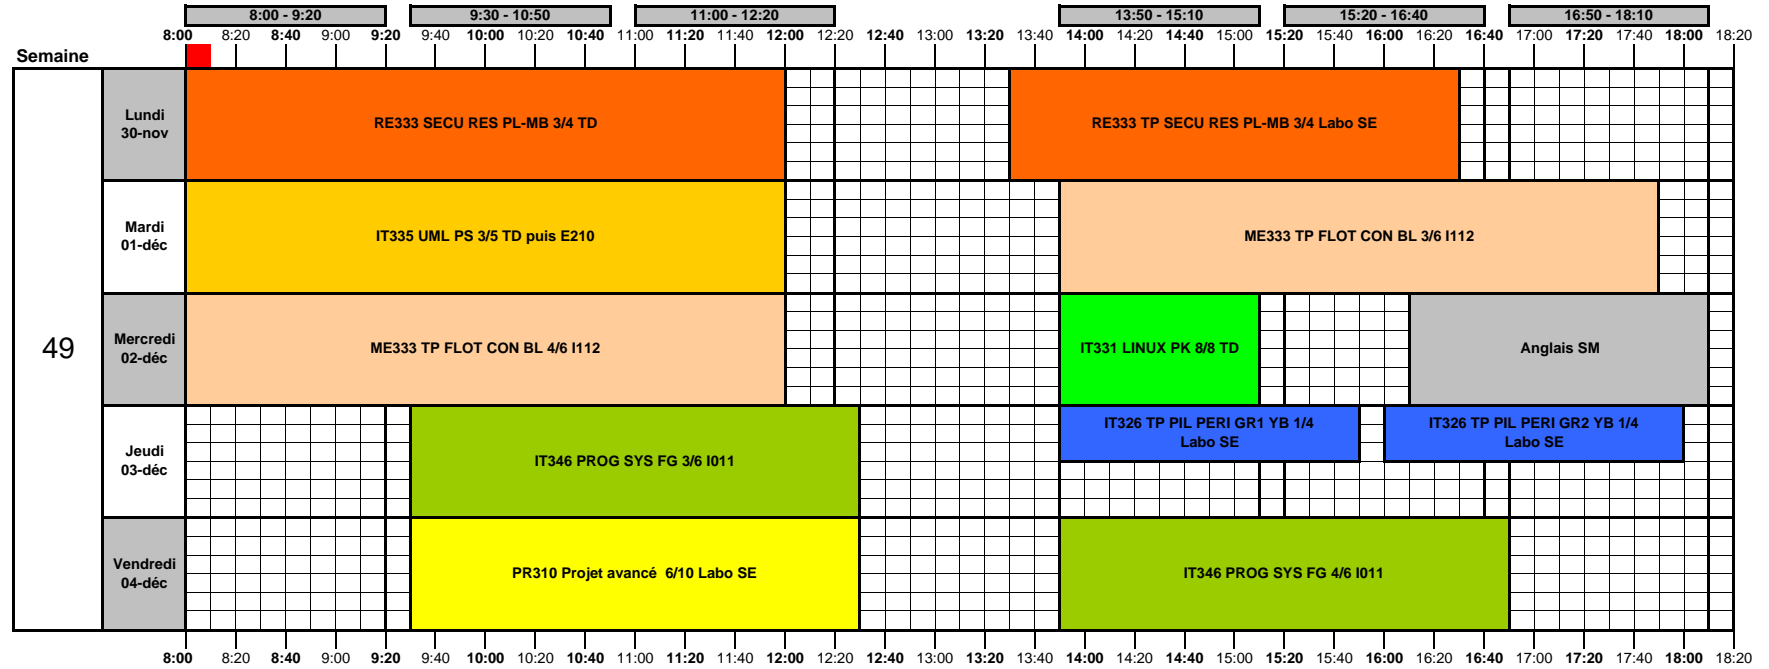 8:00 - 9:20 9:30 - 10:50 11:00 - 12:20 13:50 - 15:10 15:20 - 16:40 16:50 - 18:10
8:00 8:20 8:40 9:00 9:20 9:40 10:00 10:20 10:40 11:00 11:20 11:40 12:00 12:20 12:40 13:00 13:20 13:40 14:00 14:20 14:40 15:00 15:20 15:40 16:00 16:20 16:40 17:00 17:20 17:40 18:00 18:20
Semaine
49
Lundi
30-nov
RE333 SECU RES PL-MB 3/4 TD
RE333 TP SECU RES PL-MB 3/4 Labo SE
Mardi
01-déc
IT335 UML PS 3/5 TD puis E210
ME333 TP FLOT CON BL 3/6 I112
Mercredi
02-déc
ME333 TP FLOT CON BL 4/6 I112
IT331 LINUX PK 8/8 TD
Anglais SM
Jeudi
03-déc
IT346 PROG SYS FG 3/6 I011
IT326 TP PIL PERI GR1 YB 1/4
Labo SE
IT326 TP PIL PERI GR2 YB 1/4
Labo SE
Vendredi
04-déc
PR310 Projet avancé 6/10 Labo SE
IT346 PROG SYS FG 4/6 I011
8:00 8:20 8:40 9:00 9:20 9:40 10:00 10:20 10:40 11:00 11:20 11:40 12:00 12:20 12:40 13:00 13:20 13:40 14:00 14:20 14:40 15:00 15:20 15:40 16:00 16:20 16:40 17:00 17:20 17:40 18:00 18:20